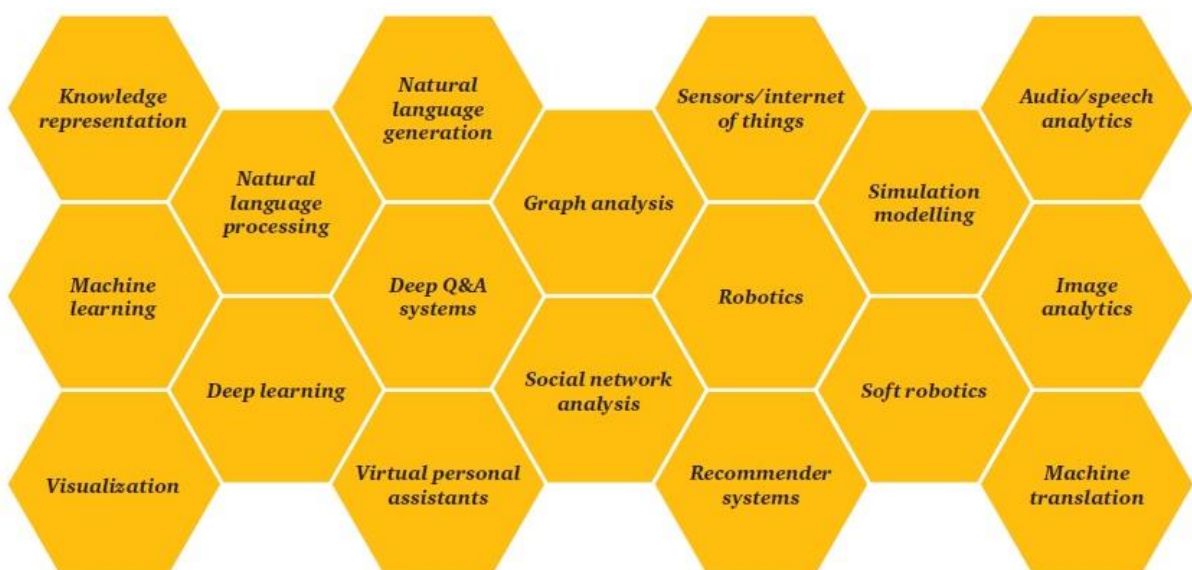 Knowledge
representation
Natural
language
generation
Sensors/internet
of things
Audio/speech
analytics
Natural
language
processing
Graph analysis
Simulation
modelling
Machine
learning
Deep Q&A
systems
Robotics
Image
analytics
Deep learning
Social network
analysis
Soft robotics
Visualization
Virtual personal
assistants
Recommender
systems
Machine
translation